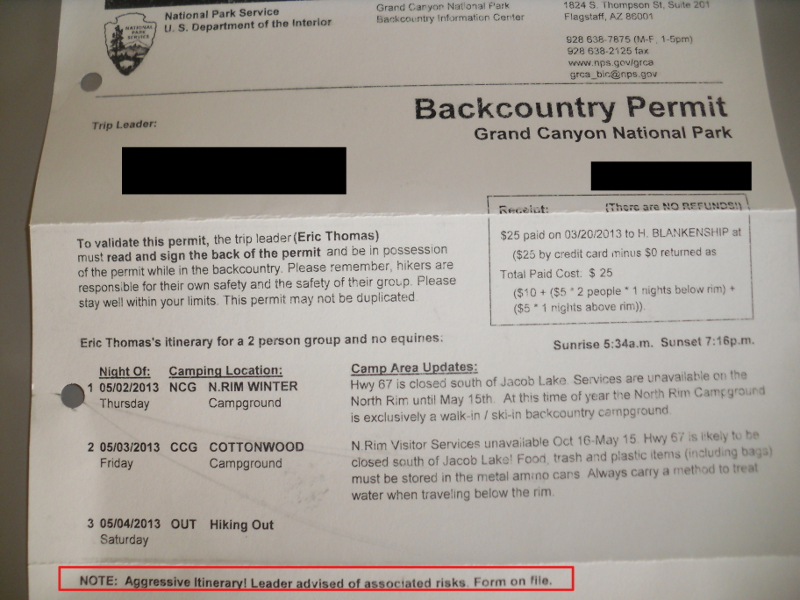 NATIONAL
PARK
SERVICE
National Park Service
U. S. Department of the Interior
Grand Canyon National Park
Backcountry Information Center
1824 S. Thompson St, Suite 201
Flagstaff, AZ 86001
928 638-7875 (M-F, 1-5pm)
928 638-2125 fax
www.nps.gov/grca
grca_bic@nps.gov
Backcountry Permit
Grand Canyon National Park
Trip Leader:
Receipt: (There are NO REFUNDS!)
$25 paid on 03/20/2013 to H. BLANKENSHIP at
($25 by credit card minus $0 returned as
Total Paid Cost. $ 25
($10 + ($5 * 2 people * 1 nights below rim) +
($5 * 1 nights above rim)).
To validate this permit, the trip leader (Eric Thomas)
must read and sign the back of the permit and be in possession
of the permit while in the backcountry. Please remember, hikers are
responsible for their own safety and the safety of their group. Please
stay well within your limits. This permit may not be duplicated.
Eric Thomas's itinerary for a 2 person group and no equines:
Sunrise 5:34a.m. Sunset 7:16p.m.
Night Of: Camping Location: Camp Area Updates:
1 05/02/2013 NCG N.RIM WINTER
Thursday Campground
Hwy 67 is closed south of Jacob Lake. Services are unavailable on the
North Rim until May 15th. At this time of year the North Rim Campground
is exclusively a walk-in / ski-in backcountry campground.
2 05/03/2013 CCG COTTONWOOD
Friday Campground
N.Rim Visitor Services unavailable Oct 16-May 15. Hwy 67 is likely to be
closed south of Jacob Lake! Food, trash and plastic items (including bags)
must be stored in the metal ammo cans. Always carry a method to treat
water when traveling below the rim.
3 05/04/2013 OUT Hiking Out
Saturday
NOTE: Aggressive Itinerary! Leader advised of associated risks. Form on file.